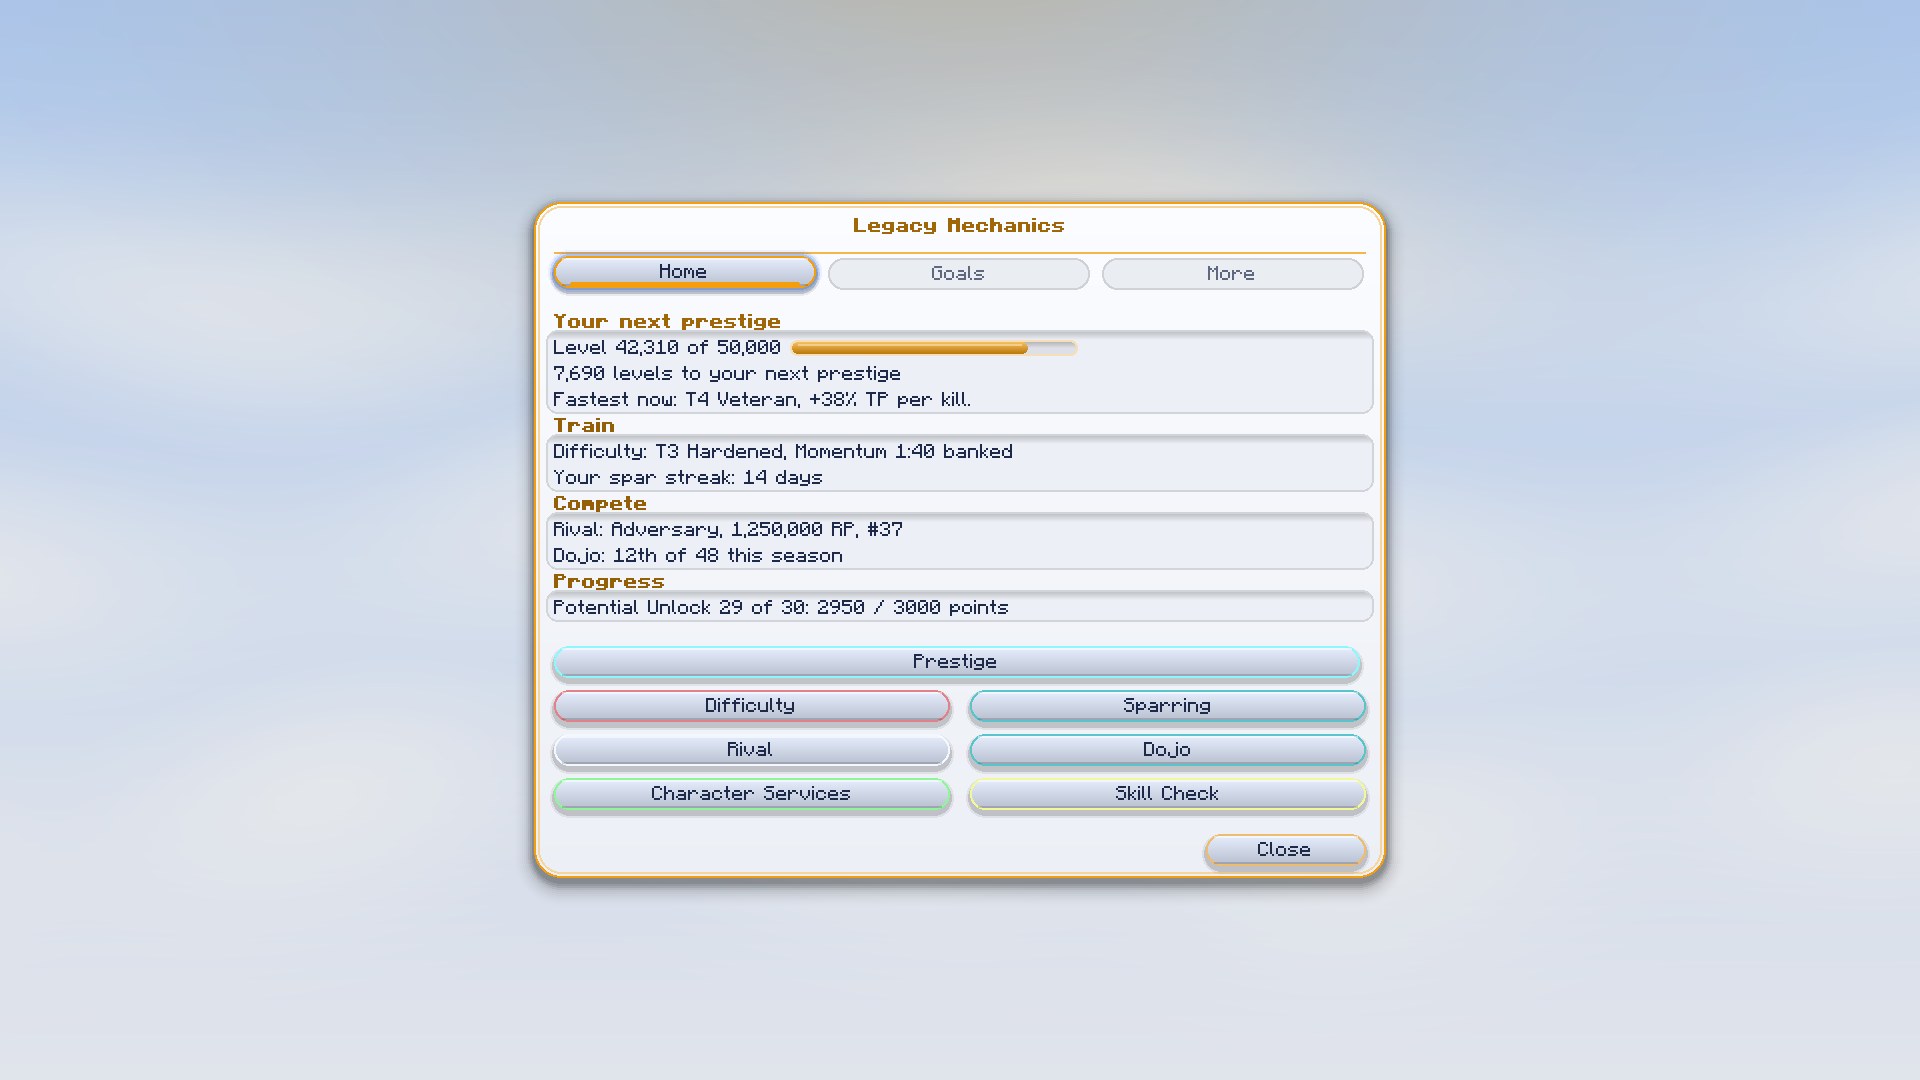 Legacy Mechanics
Home
Goals
More
Your next prestige
Level 42,310 of 50,000
7,690 levels to your next prestige
Fastest now: T4 Veteran, +38% TP per kill.
Train
Difficulty: T3 Hardened, Momentum 1:40 banked
Your spar streak: 14 days
Compete
Rival: Adversary, 1,250,000 RP, #37
Dojo: 12th of 48 this season
Progress
Potential Unlock 29 of 30: 2950 / 3000 points
Prestige
Difficulty
Sparring
Rival
Dojo
Character Services
Skill Check
Close